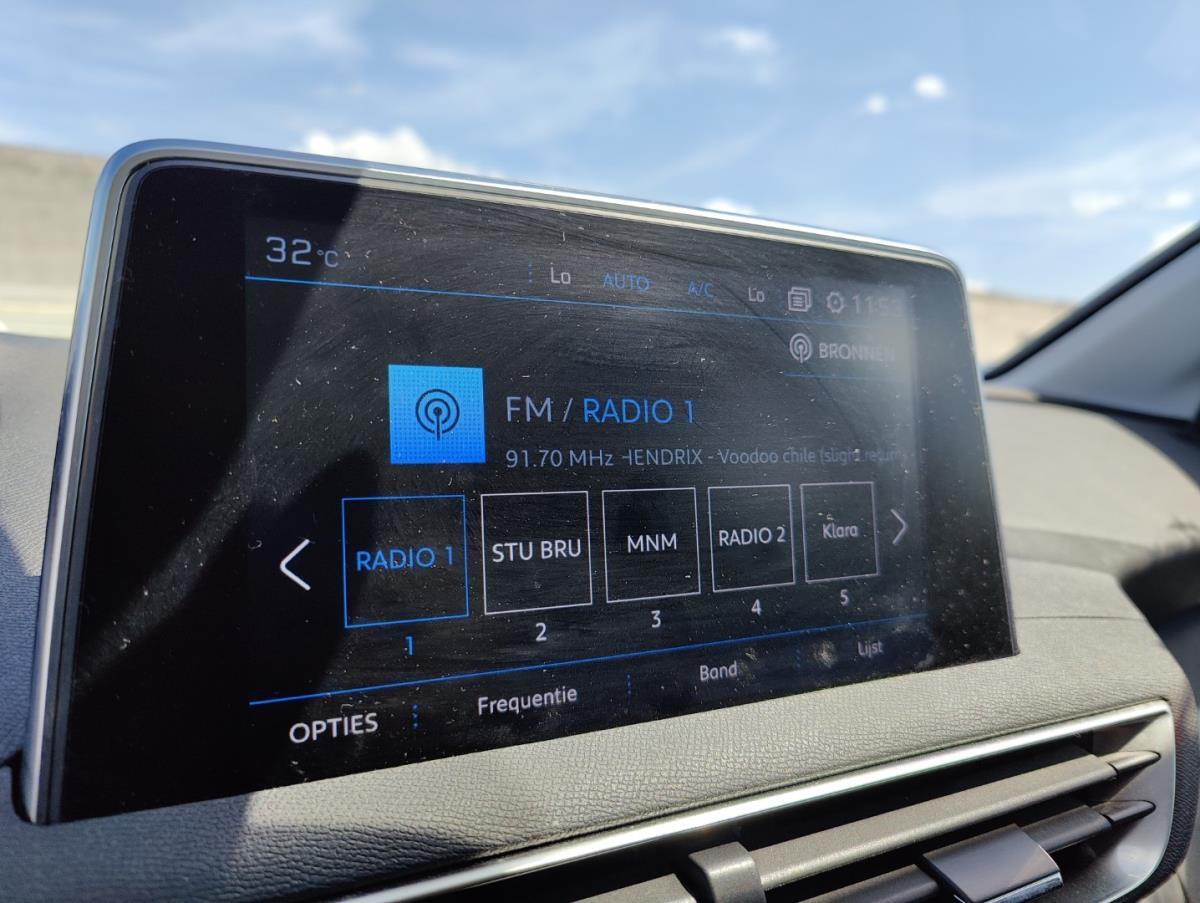 32°C Lo AUTO A/C Lo
BRONNEN
FM / RADIO 1
91.70 MHz HENDRIX - Voodoo chile (slight return
RADIO 1 STU BRU MNM RADIO 2 Klara
1 2 3 4 5
OPTIES Frequentie Band Lijst